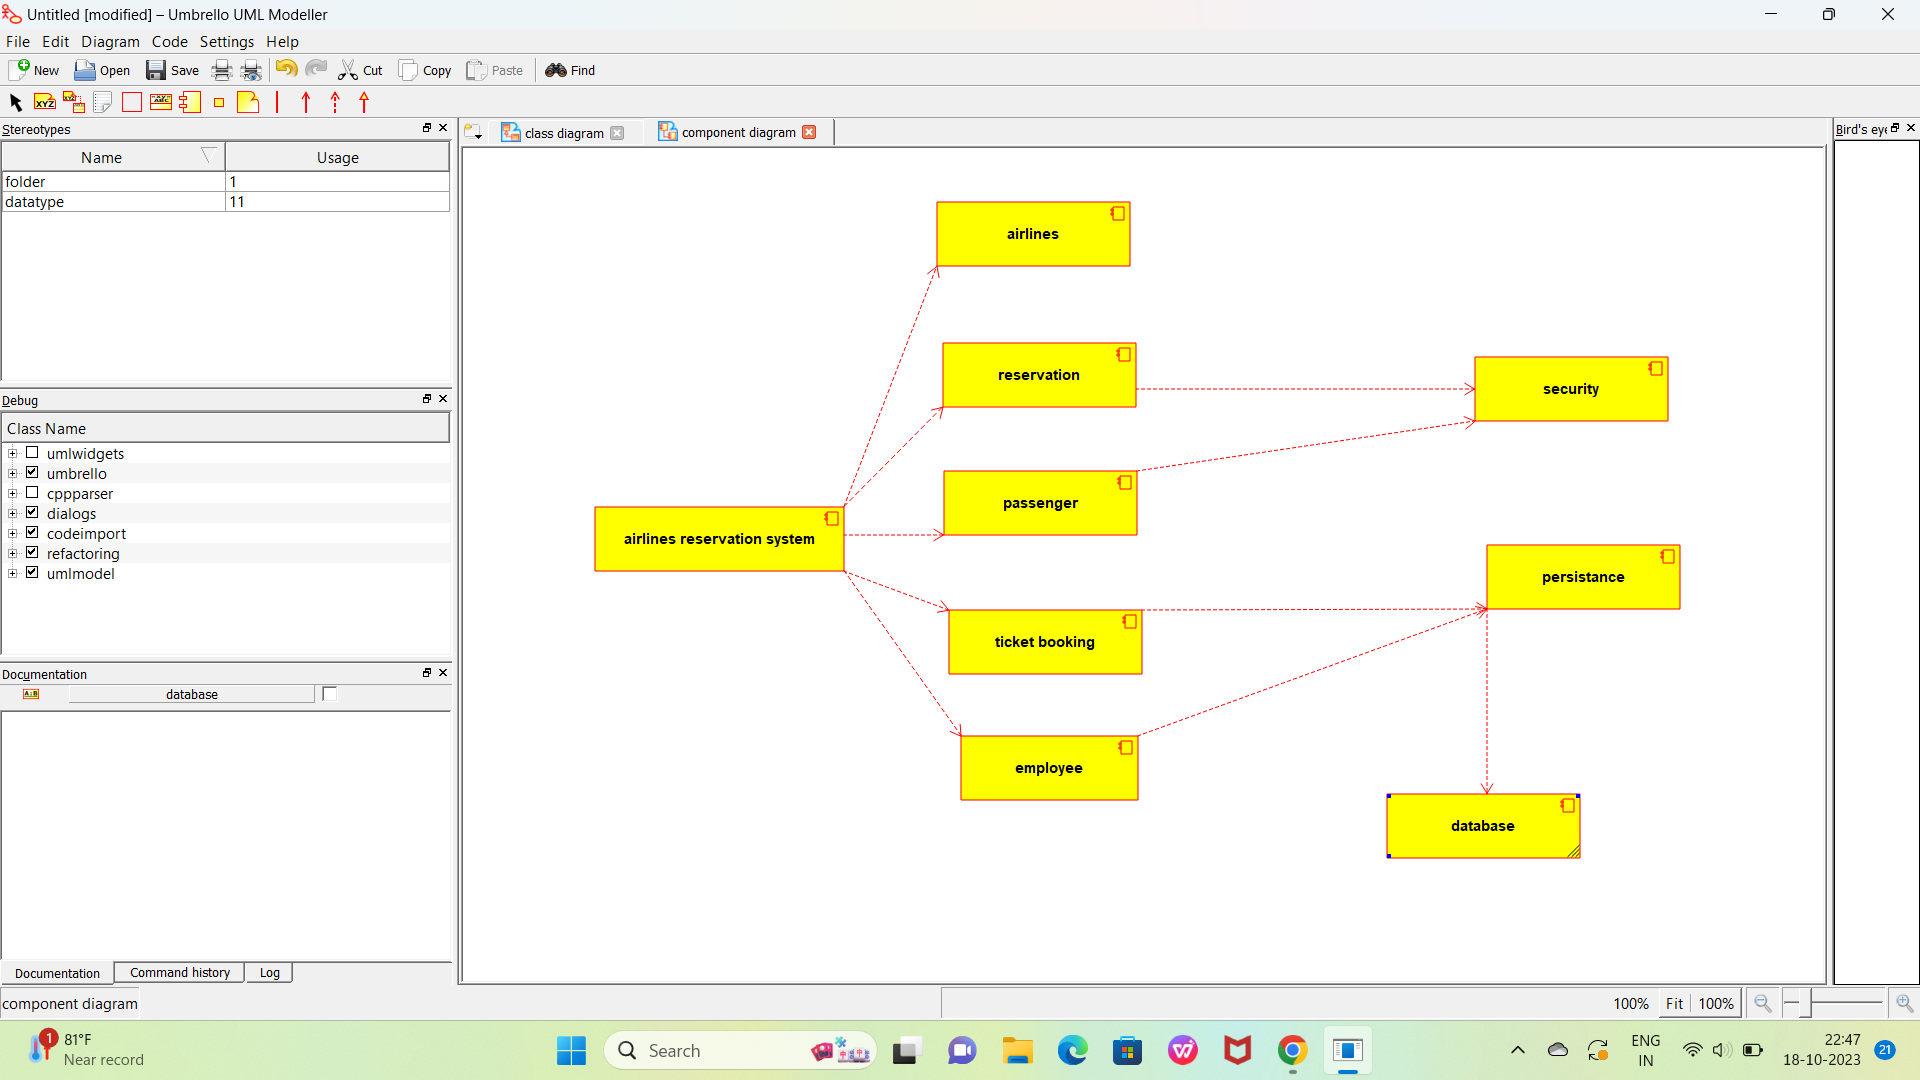 Untitled [modified] – Umbrello UML Modeller
File Edit Diagram Code Settings Help
New Open Save Cut Copy Paste Find
XYZ XYZ ABC
Stereotypes
Name Usage
folder 1
datatype 11
Debug
Class Name
umlwidgets
umbrello
cppparser
dialogs
codeimport
refactoring
umlmodel
Documentation
database
Documentation Command history Log
component diagram
class diagram component diagram
Bird's eye
airlines
reservation
security
passenger
airlines reservation system
persistance
ticket booking
employee
database
100% Fit 100%
1 81°F
Near record
Search
ENG
IN
22:47
18-10-2023
21